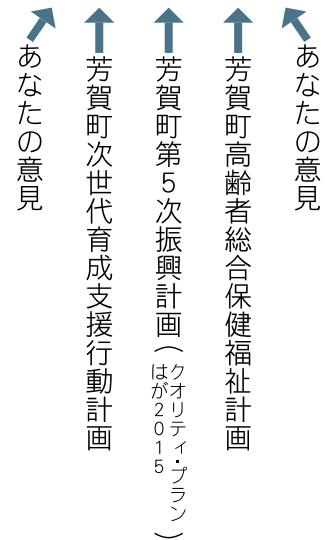 あなたの意見
芳賀町高齢者総合保健福祉計画
芳賀町第5次振興計画(クオリティ・プラン
はが2015)
芳賀町次世代育成支援行動計画
あなたの意見